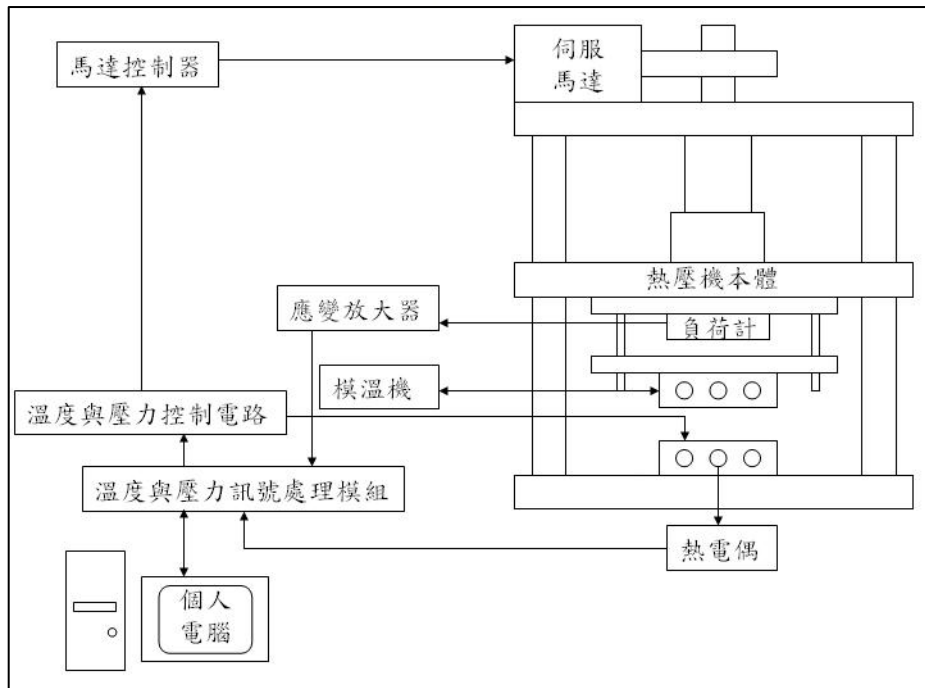 伺服
馬達
馬達控制器
熱壓機本體
應變放大器
負荷計
模溫機
溫度與壓力控制電路
溫度與壓力訊號處理模組
熱電偶
個人
電腦